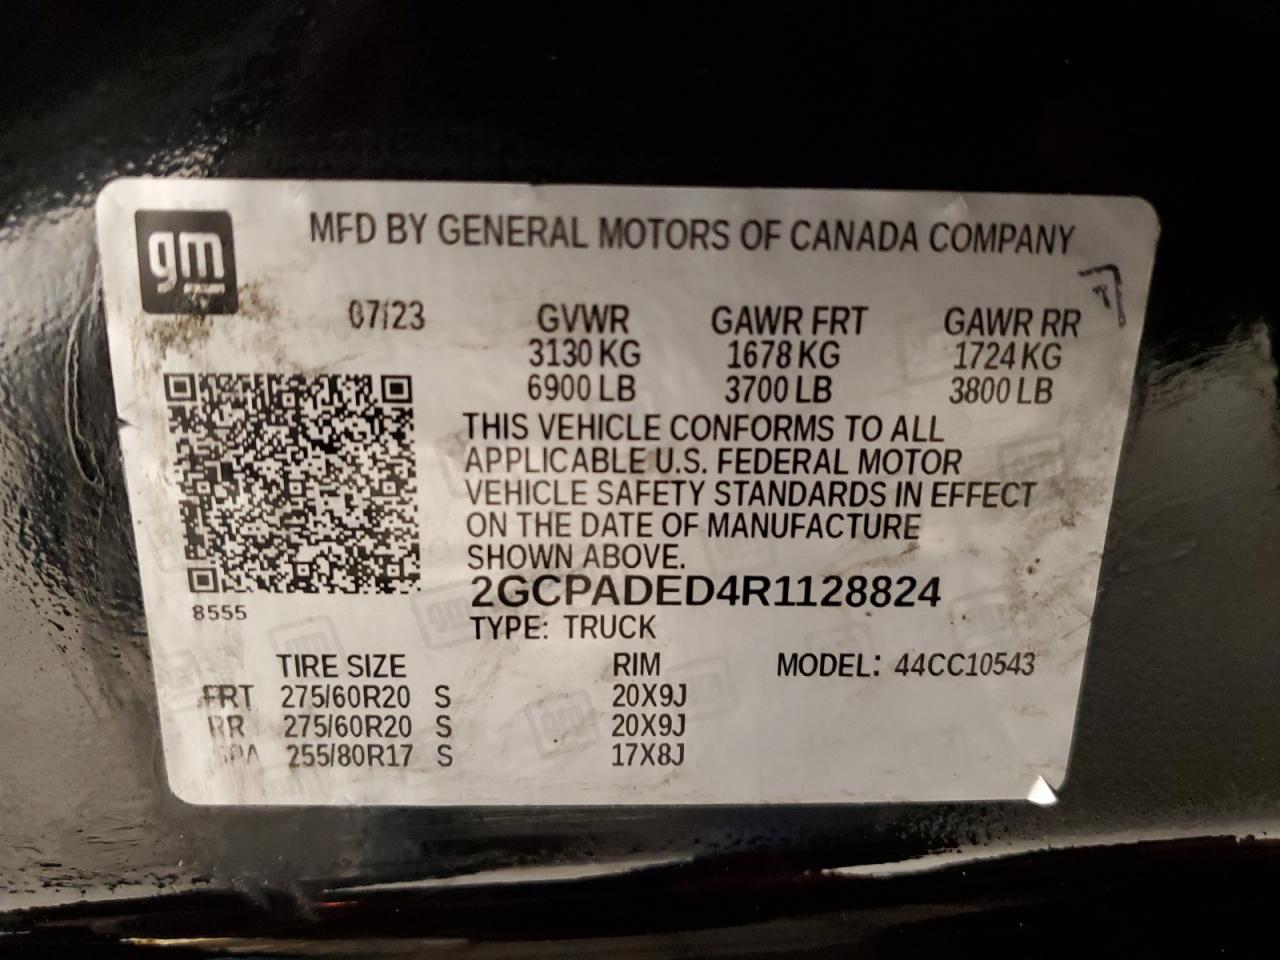 gm
MFD BY GENERAL MOTORS OF CANADA COMPANY
07/23 GVWR GAWR FRT GAWR RR
3130 KG 1678 KG 1724 KG
6900 LB 3700 LB 3800 LB
THIS VEHICLE CONFORMS TO ALL
APPLICABLE U.S. FEDERAL MOTOR
VEHICLE SAFETY STANDARDS IN EFFECT
ON THE DATE OF MANUFACTURE
SHOWN ABOVE.
2GCPADED4R1128824
8555
TYPE: TRUCK
TIRE SIZE RIM MODEL: 44CC10543
FRT 275/60R20 S 20X9J
RR 275/60R20 S 20X9J
SPA 255/80R17 S 17X8J